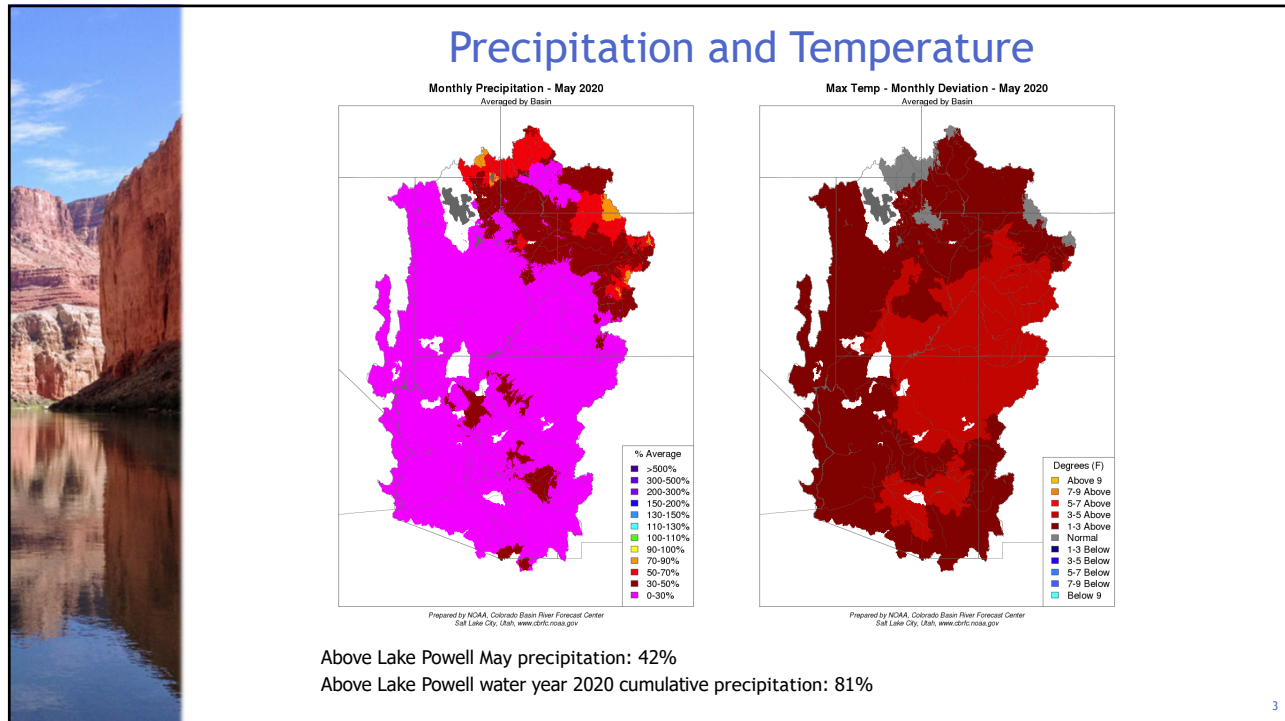 Precipitation and Temperature
Monthly Precipitation - May 2020
Averaged by Basin
% Average
>500%
300-500%
200-300%
150-200%
130-150%
110-130%
100-110%
90-100%
70-90%
50-70%
30-50%
0-30%
Prepared by NOAA, Colorado Basin River Forecast Center
Salt Lake City, Utah, www.cbrfc.noaa.gov
Max Temp - Monthly Deviation - May 2020
Averaged by Basin
Degrees (F)
Above 9
7-9 Above
5-7 Above
3-5 Above
1-3 Above
Normal
1-3 Below
3-5 Below
5-7 Below
7-9 Below
Below 9
Prepared by NOAA, Colorado Basin River Forecast Center
Salt Lake City, Utah, www.cbrfc.noaa.gov
Above Lake Powell May precipitation: 42%
Above Lake Powell water year 2020 cumulative precipitation: 81%
3